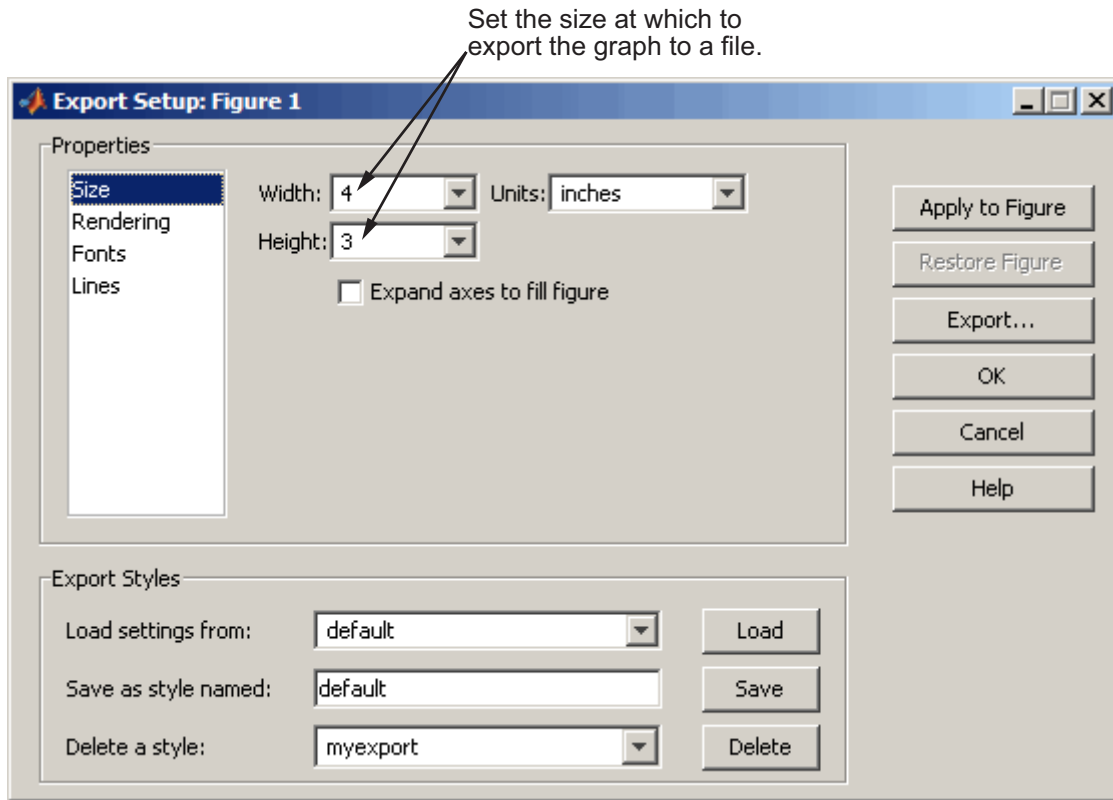 Set the size at which to
export the graph to a file.
Export Setup: Figure 1
Properties
Size
Rendering
Fonts
Lines
Width: 4 Units: inches
Height: 3
Expand axes to fill figure
Apply to Figure
Restore Figure
Export...
OK
Cancel
Help
Export Styles
Load settings from: default Load
Save as style named: default Save
Delete a style: myexport Delete